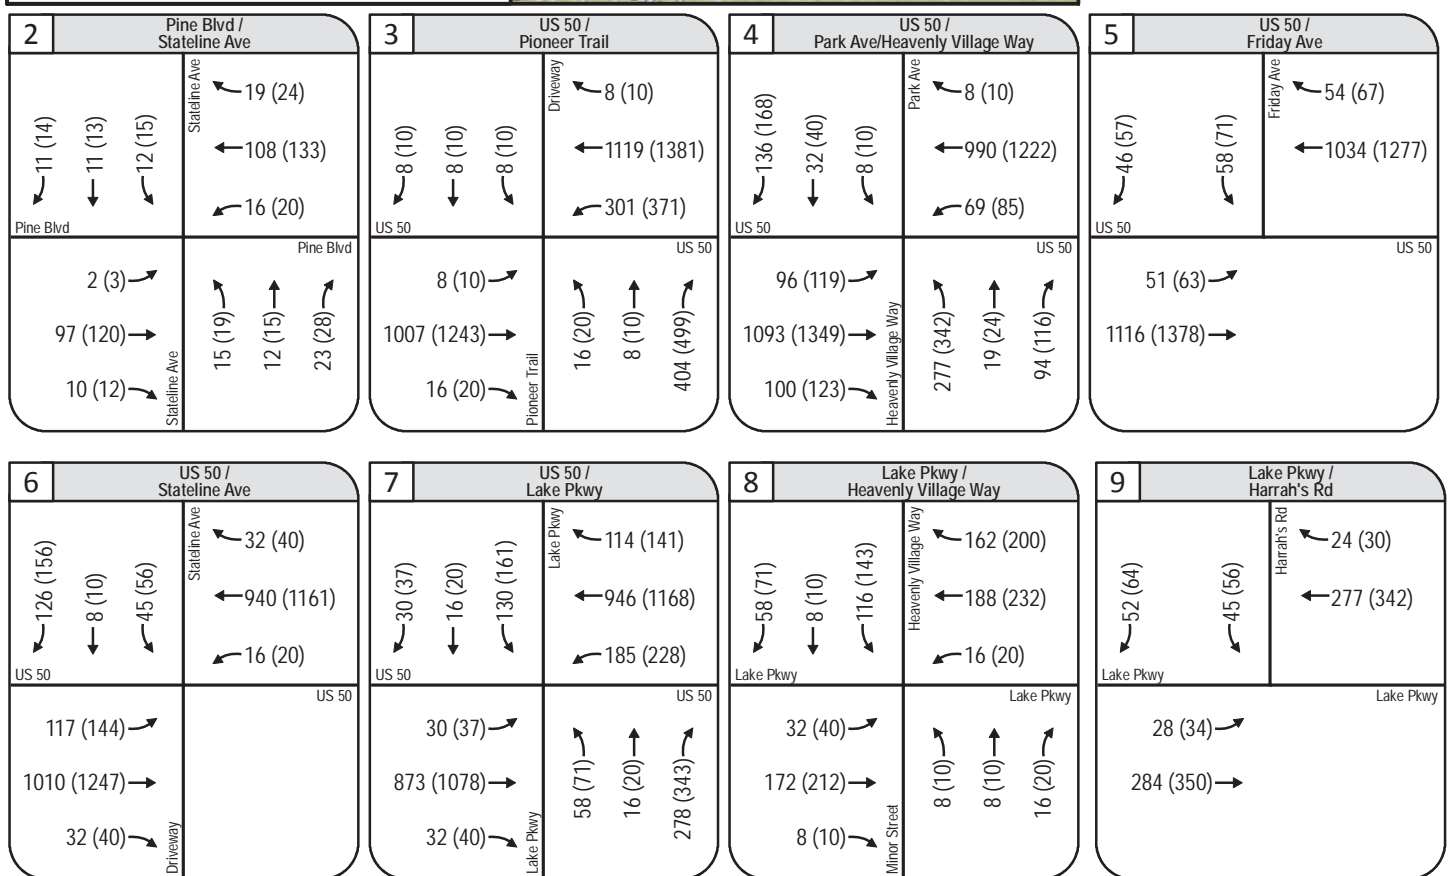 2
Pine Blvd /
Stateline Ave
Stateline Ave
11 (14)
11 (13)
12 (15)
19 (24)
108 (133)
16 (20)
Pine Blvd
Pine Blvd
2 (3)
97 (120)
10 (12)
Stateline Ave
15 (19)
12 (15)
23 (28)
3
US 50 /
Pioneer Trail
Driveway
8 (10)
8 (10)
8 (10)
8 (10)
1119 (1381)
301 (371)
US 50
US 50
8 (10)
1007 (1243)
16 (20)
Pioneer Trail
16 (20)
8 (10)
404 (499)
4
US 50 /
Park Ave/Heavenly Village Way
Park Ave
136 (168)
32 (40)
8 (10)
8 (10)
990 (1222)
69 (85)
US 50
US 50
96 (119)
1093 (1349)
100 (123)
Heavenly Village Way
277 (342)
19 (24)
94 (116)
5
US 50 /
Friday Ave
Friday Ave
46 (57)
58 (71)
54 (67)
1034 (1277)
US 50
US 50
51 (63)
1116 (1378)
6
US 50 /
Stateline Ave
Stateline Ave
126 (156)
8 (10)
45 (56)
32 (40)
940 (1161)
16 (20)
US 50
US 50
117 (144)
1010 (1247)
32 (40)
Driveway
7
US 50 /
Lake Pkwy
Lake Pkwy
30 (37)
16 (20)
130 (161)
114 (141)
946 (1168)
185 (228)
US 50
US 50
30 (37)
873 (1078)
32 (40)
Lake Pkwy
58 (71)
16 (20)
278 (343)
8
Lake Pkwy /
Heavenly Village Way
Heavenly Village Way
58 (71)
8 (10)
116 (143)
162 (200)
188 (232)
16 (20)
Lake Pkwy
Lake Pkwy
32 (40)
172 (212)
8 (10)
Minor Street
8 (10)
8 (10)
16 (20)
9
Lake Pkwy /
Harrah's Rd
Harrah's Rd
52 (64)
45 (56)
24 (30)
277 (342)
Lake Pkwy
Lake Pkwy
28 (34)
284 (350)